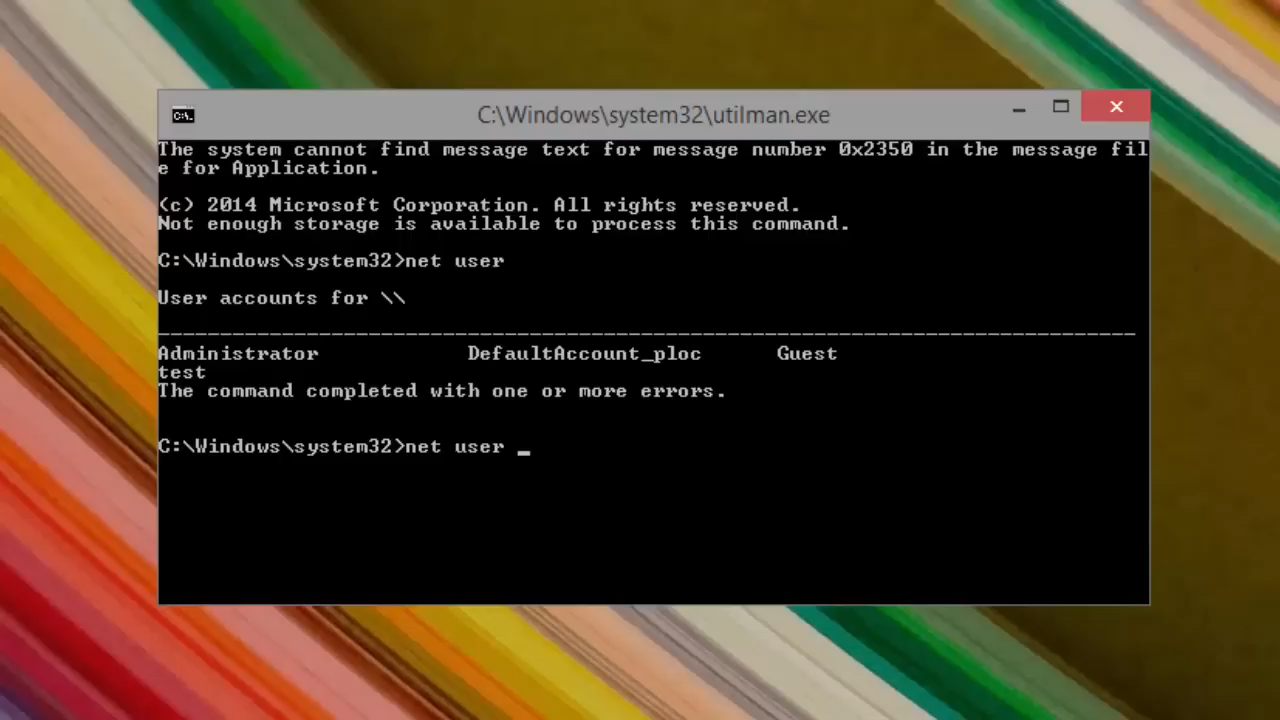 C:\Windows\system32\utilman.exe
The system cannot find message text for message number 0x2350 in the message fil
e for Application.
(c) 2014 Microsoft Corporation. All rights reserved.
Not enough storage is available to process this command.
C:\Windows\system32>net user
User accounts for \\
-------------------------------------------------------------------------------
Administrator DefaultAccount_ploc Guest
test
The command completed with one or more errors.
C:\Windows\system32>net user _